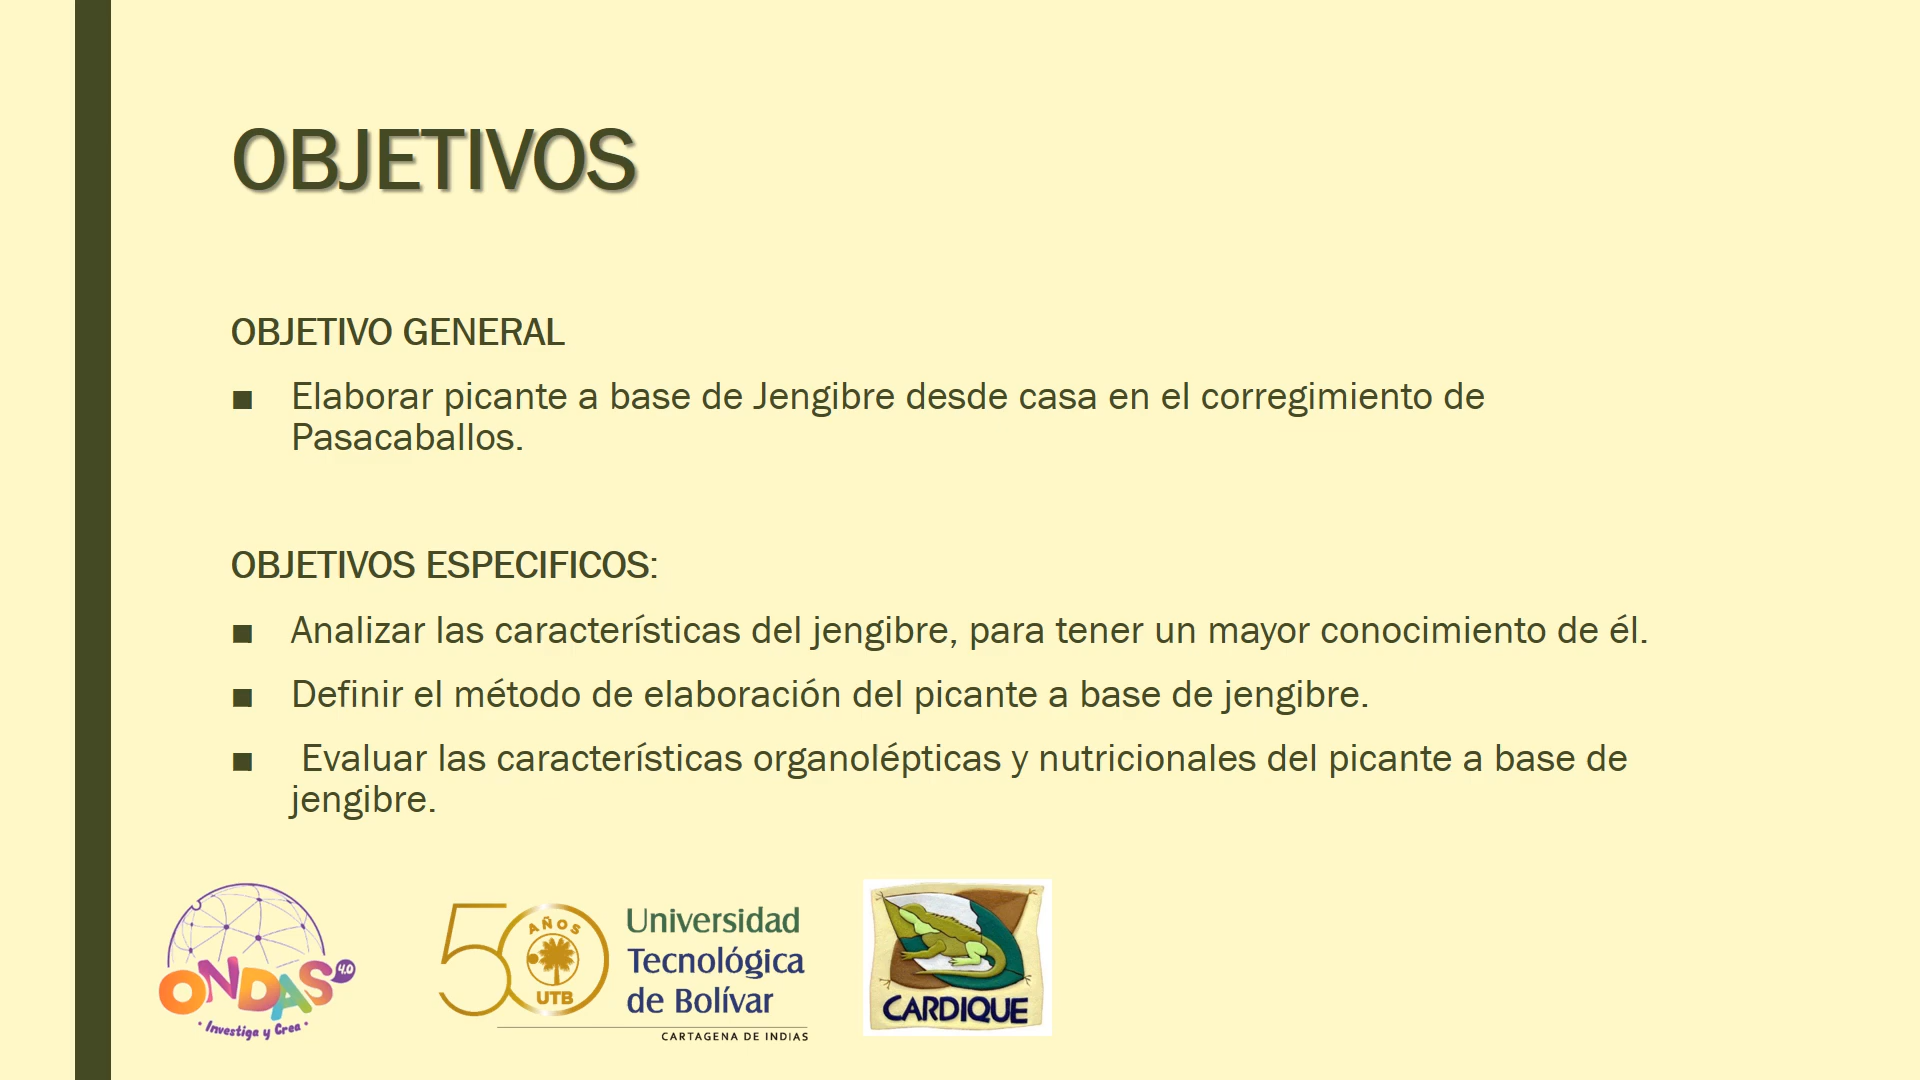 OBJETIVOS
OBJETIVO GENERAL
■ Elaborar picante a base de Jengibre desde casa en el corregimiento de
Pasacaballos.
OBJETIVOS ESPECIFICOS:
■ Analizar las características del jengibre, para tener un mayor conocimiento de él.
■ Definir el método de elaboración del picante a base de jengibre.
■ Evaluar las características organolépticas y nutricionales del picante a base de
jengibre.
ONDAS 4.0
· Investiga y Crea ·
50 AÑOS
UTB
Universidad
Tecnológica
de Bolívar
CARTAGENA DE INDIAS
CARDIQUE